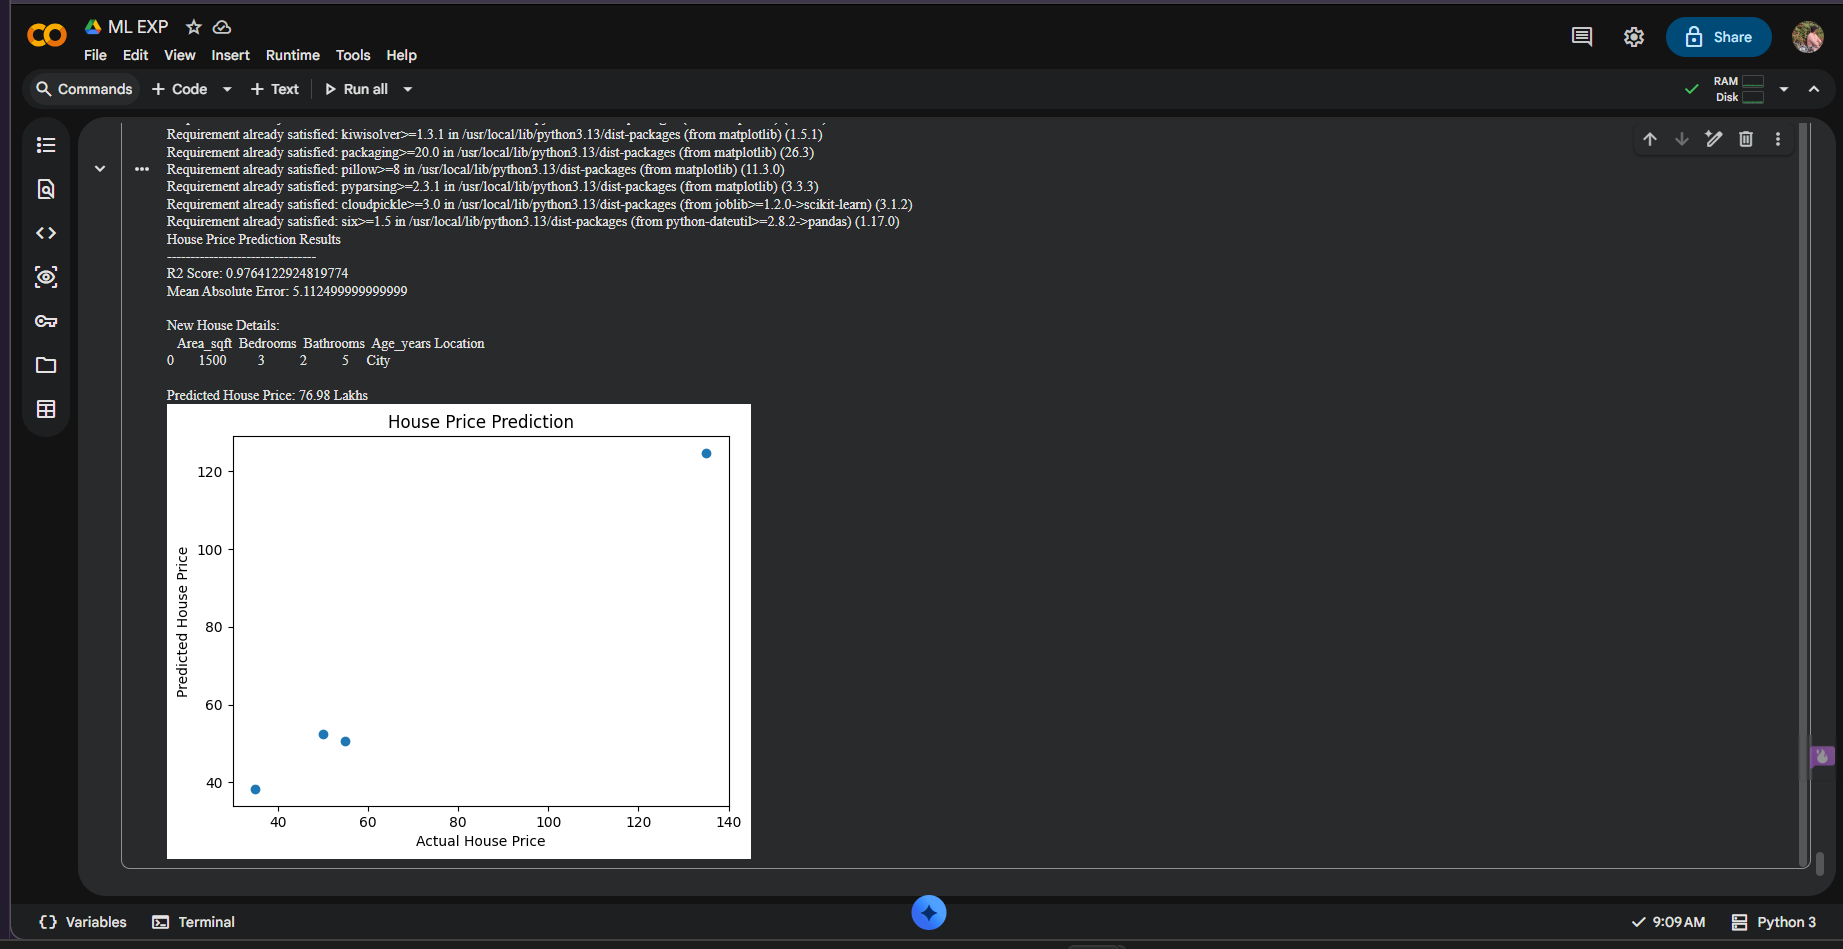 ML EXP
File Edit View Insert Runtime Tools Help
Share
Commands + Code + Text Run all
RAM
Disk
Requirement already satisfied: kiwisolver>=1.3.1 in /usr/local/lib/python3.13/dist-packages (from matplotlib) (1.5.1)
Requirement already satisfied: packaging>=20.0 in /usr/local/lib/python3.13/dist-packages (from matplotlib) (26.3)
Requirement already satisfied: pillow>=8 in /usr/local/lib/python3.13/dist-packages (from matplotlib) (11.3.0)
Requirement already satisfied: pyparsing>=2.3.1 in /usr/local/lib/python3.13/dist-packages (from matplotlib) (3.3.3)
Requirement already satisfied: cloudpickle>=3.0 in /usr/local/lib/python3.13/dist-packages (from joblib>=1.2.0->scikit-learn) (3.1.2)
Requirement already satisfied: six>=1.5 in /usr/local/lib/python3.13/dist-packages (from python-dateutil>=2.8.2->pandas) (1.17.0)
House Price Prediction Results
--------------------------------
R2 Score: 0.9764122924819774
Mean Absolute Error: 5.112499999999999
New House Details:
Area_sqft Bedrooms Bathrooms Age_years Location
0 1500 3 2 5 City
Predicted House Price: 76.98 Lakhs
House Price Prediction
120
100
80
60
40
Predicted House Price
40 60 80 100 120 140
Actual House Price
Variables Terminal
9:09 AM Python 3